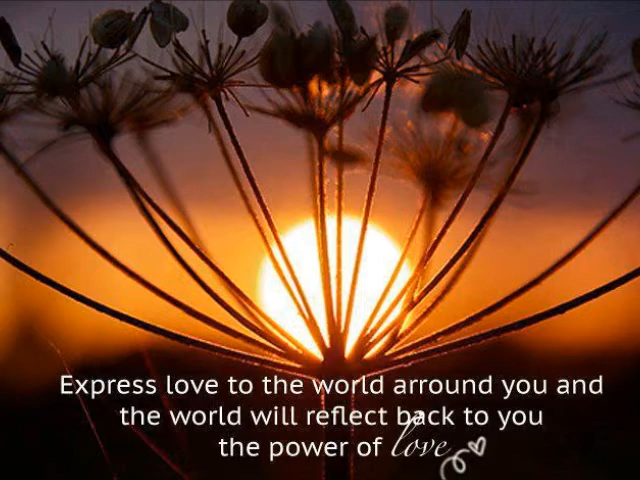 Express love to the world arround you and
the world will reflect back to you
the power of love